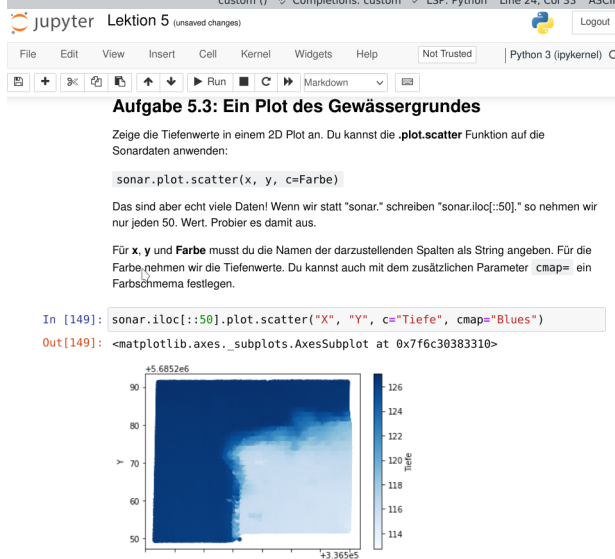 custom () Completions: custom LSP: Python Line 24, Col 33 ASCII
jupyter Lektion 5 (unsaved changes) Logout
File Edit View Insert Cell Kernel Widgets Help Not Trusted Python 3 (ipykernel)
Run Markdown
Aufgabe 5.3: Ein Plot des Gewässergrundes
Zeige die Tiefenwerte in einem 2D Plot an. Du kannst die .plot.scatter Funktion auf die
Sonardaten anwenden:
sonar.plot.scatter(x, y, c=Farbe)
Das sind aber echt viele Daten! Wenn wir statt "sonar." schreiben "sonar.iloc[::50]." so nehmen wir
nur jeden 50. Wert. Probier es damit aus.
Für x, y und Farbe musst du die Namen der darzustellenden Spalten als String angeben. Für die
Farbe nehmen wir die Tiefenwerte. Du kannst auch mit dem zusätzlichen Parameter cmap= ein
Farbschmema festlegen.
In [149]: sonar.iloc[::50].plot.scatter("X", "Y", c="Tiefe", cmap="Blues")
Out[149]: <matplotlib.axes._subplots.AxesSubplot at 0x7f6c30383310>
+5.6852e6
90
80
70
60
50
Y
126
124
122
120
118
116
114
Tiefe
+3.365e5